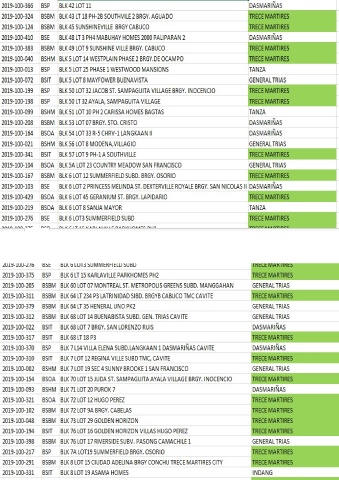 2019-100-366 BSP BLK 42 LOT 11 DASMARIÑAS
2019-100-324 BSBM BLK 43 LT 18 PH-2B SOUTHVILLE 2 BRGY. AGUADO TRECE MARTIRES
2019-100-124 BSBM BLK 45 SUNSHINEVILLE BRGY CABUCO TRECE MARTIRES
2019-100-410 BSE BLK 48 LT 3 PH4 MABUHAY HOMES 2000 PALIPARAN 2 DASMARIÑAS
2019-100-383 BSBM BLK 49 LOT 9 SUNSHINE VILLE BRGY. CABUCO TRECE MARTIRES
2019-100-040 BSHM BLK 5 LOT 14 WESTPLAIN PHASE 2 BRGY.DE OCAMPO TRECE MARTIRES
2019-100-013 BSP BLK 5 LOT 25 PHASE 1 WESTWOOD MANSIONS TANZA
2019-100-072 BSIT BLK 5 LOT 8 MAYFLOWER BUENAVISTA GENERAL TRIAS
2019-100-199 BSP BLK 50 LOT 32 JACOB ST. SAMPAGUITA VILLAGE BRGY. INOCENCIO TRECE MARTIRES
2019-100-198 BSP BLK 50 LT 32 AYALA, SAMPAGUITA VILLAGE TRECE MARTIRES
2019-100-099 BSHM BLK 51 LOT 10 PH 2 CARISSA HOMES BAGTAS TANZA
2019-100-208 BSBM BLK 53 LOT 07 BRGY. STO. CRISTO DASMARIÑAS
2019-100-164 BSOA BLK 54 LOT 33 R-5 CHRV-1 LANGKAAN II DASMARIÑAS
2019-100-021 BSHM BLK 56 LOT 8 MODENA,VILLAGIO GENERAL TRIAS
2019-100-341 BSIT BLK 57 LOT 9 PH-1 A SOUTHVILLE TRECE MARTIRES
2019-100-104 BSOA BLK 5A LOT 23 COUNTRY MEADOW SAN FRANCISCO GENERAL TRIAS
2019-100-167 BSBM BLK 6 LOT 12 SUMMERFIELD SUBD. BRGY. OSORIO TRECE MARTIRES
2019-100-103 BSE BLK 6 LOT 2 PRINCESS MELINDA ST. DEXTERVILLE ROYALE BRGY. SAN NICOLAS II DASMARIÑAS
2019-100-429 BSOA BLK 6 LOT 45 GERANIUM ST. BRGY. LAPIDARIO TRECE MARTIRES
2019-100-219 BSOA BLK 6 LOT 8 SANJA MAYOR TANZA
2019-100-276 BSE BLK 6 LOT3 SUMMERFIELD SUBD TRECE MARTIRES
2019-100-276 BSE BLK 6 LOT3 SUMMERFIELD SUBD TRECE MARTIRES
2019-100-375 BSP BLK 6 LT 15 KARLAVILLE PARKHOMES PH2 TRECE MARTIRES
2019-100-205 BSBM BLK 60 LOT 07 MONTREAL ST. METROPOLIS GREENS SUBD. MANGGAHAN GENERAL TRIAS
2019-100-311 BSBM BLK 64 LT 234 P3 LATRINIDAD SUBD. BRGYB CABUCO TMC CAVITE TRECE MARTIRES
2019-100-379 BSHM BLK 64 LT 35 HENERAL UNO PK2 GENERAL TRIAS
2019-100-312 BSBM BLK 68 LOT 14 BUENABISTA SUBD. GEN. TRIAS CAVITE GENERAL TRIAS
2019-100-022 BSIT BLK 68 LOT 7 BRGY. SAN LORENZO RUIS DASMARIÑAS
2019-100-317 BSIT BLK 68 LT 18 P3 TRECE MARTIRES
2019-100-370 BSP BLK 7 LS4 VILLA ELENA SUBD.LANGKAAN 1 DASMARIÑAS CAVITE DASMARIÑAS
2019-100-310 BSIT BLK 7 LOT 12 REGINA VILLE SUBD TMC, CAVITE TRECE MARTIRES
2019-100-082 BSHM BLK 7 LOT 19 SEC 4 SUNNY BROOKE 1 SAN FRANCISCO GENERAL TRIAS
2019-100-154 BSBM BLK 70 LOT 15 JUDA ST. SAMPAGUITA AYALA VILLAGE BRGY. INOCENCIO TRECE MARTIRES
2019-100-093 BSHM BLK 71 LOT 20 PUROK 7 DASMARIÑAS
2019-100-321 BSOA BLK 72 LOT 12 HUGO PEREZ TRECE MARTIRES
2019-100-182 BSBM BLK 72 LOT 9A BRGY. CABELAS TRECE MARTIRES
2019-100-048 BSBM BLK 73 LOT 29 GOLDEN HORIZON TRECE MARTIRES
2019-100-194 BSIT BLK 76 LOT 16 GOLDEN HORIZON VILLAS HUGO PEREZ TRECE MARTIRES
2019-100-398 BSBM BLK 76 LOT 17 RIVERSIDE SUBV. PASONG CAMACHILE 1 GENERAL TRIAS
2019-100-217 BSP BLK 7A LOT19 SUMMERFIELD BRGY. OSORIO TRECE MARTIRES
2019-100-291 BSBM BLK 8 LOT 15 CIUDAD ADELINA BRGY CONCHU TRECE MARTIRES CITY TRECE MARTIRES
2019-100-331 BSIT BLK 8 LOT 19 ASAMA HOMES INDANG